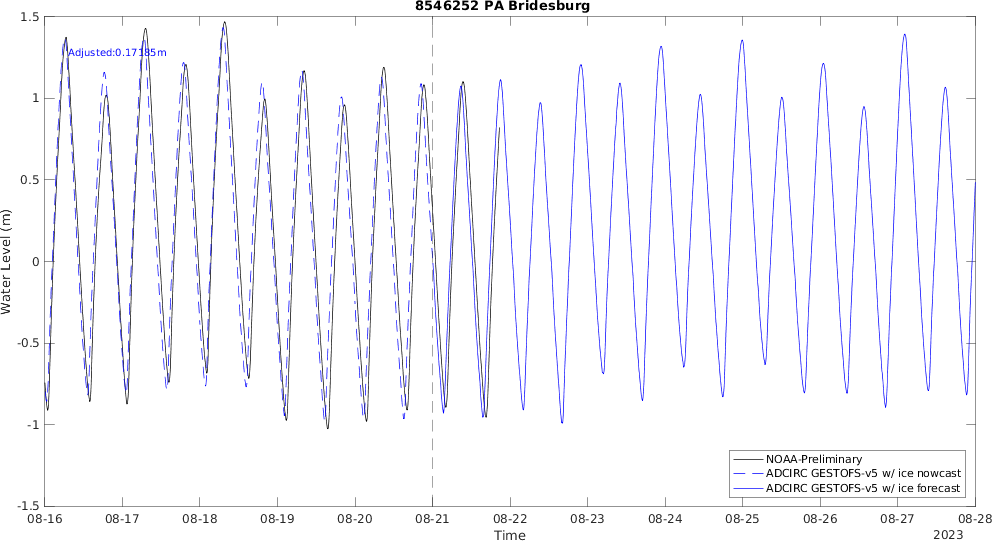 8546252 PA Bridesburg
Adjusted:0.17185m
1.5
1
0.5
0
-0.5
-1
-1.5
Water Level (m)
08-16 08-17 08-18 08-19 08-20 08-21 08-22 08-23 08-24 08-25 08-26 08-27 08-28
Time
2023
NOAA-Preliminary
ADCIRC GESTOFS-v5 w/ ice nowcast
ADCIRC GESTOFS-v5 w/ ice forecast